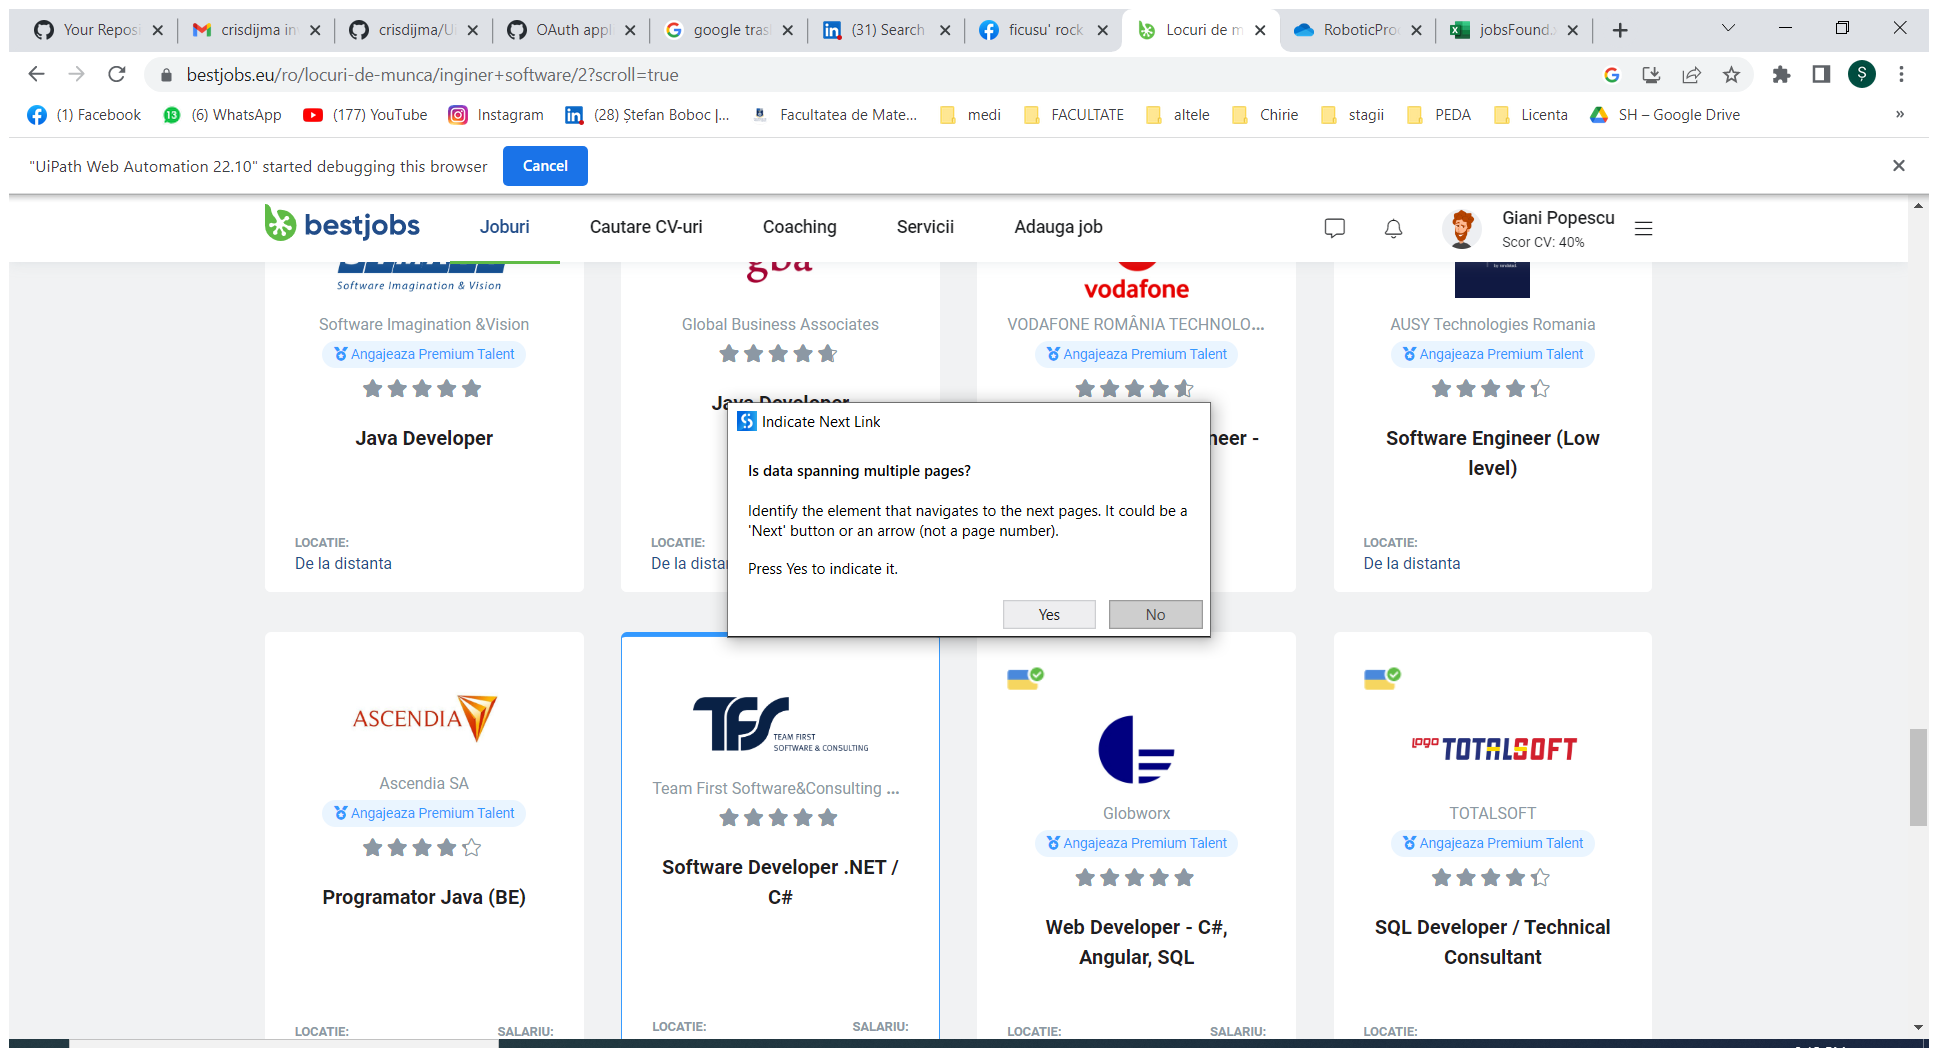 Your Reposi
crisdijma in
crisdijma/Ui
OAuth appl
google trasl
(31) Search
ficusu' rock
Locuri de m
RoboticProc
jobsFound.x
bestjobs.eu/ro/locuri-de-munca/inginer+software/2?scroll=true
Ș
(1) Facebook
13
(6) WhatsApp
(177) YouTube
Instagram
(28) Ștefan Boboc |...
Facultatea de Mate...
medi
FACULTATE
altele
Chirie
stagii
PEDA
Licenta
SH – Google Drive
»
"UiPath Web Automation 22.10" started debugging this browser
Cancel
bestjobs
Joburi
Cautare CV-uri
Coaching
Servicii
Adauga job
Giani Popescu
Scor CV: 40%
Software Imagination & Vision
gba
vodafone
Software Imagination &Vision
Global Business Associates
VODAFONE ROMÂNIA TECHNOLO...
AUSY Technologies Romania
Angajeaza Premium Talent
Angajeaza Premium Talent
Angajeaza Premium Talent
Java Developer
Java Developer
neer -
Software Engineer (Low
level)
Indicate Next Link
Is data spanning multiple pages?
Identify the element that navigates to the next pages. It could be a
'Next' button or an arrow (not a page number).
Press Yes to indicate it.
Yes
No
LOCATIE:
De la distanta
LOCATIE:
De la distan
LOCATIE:
De la distanta
ASCENDIA
TFS
TEAM FIRST
SOFTWARE & CONSULTING
logo TOTALSOFT
Ascendia SA
Team First Software&Consulting ...
Globworx
TOTALSOFT
Angajeaza Premium Talent
Angajeaza Premium Talent
Angajeaza Premium Talent
Programator Java (BE)
Software Developer .NET /
C#
Web Developer - C#,
Angular, SQL
SQL Developer / Technical
Consultant
LOCATIE:
SALARIU:
LOCATIE:
SALARIU:
LOCATIE:
SALARIU:
LOCATIE: